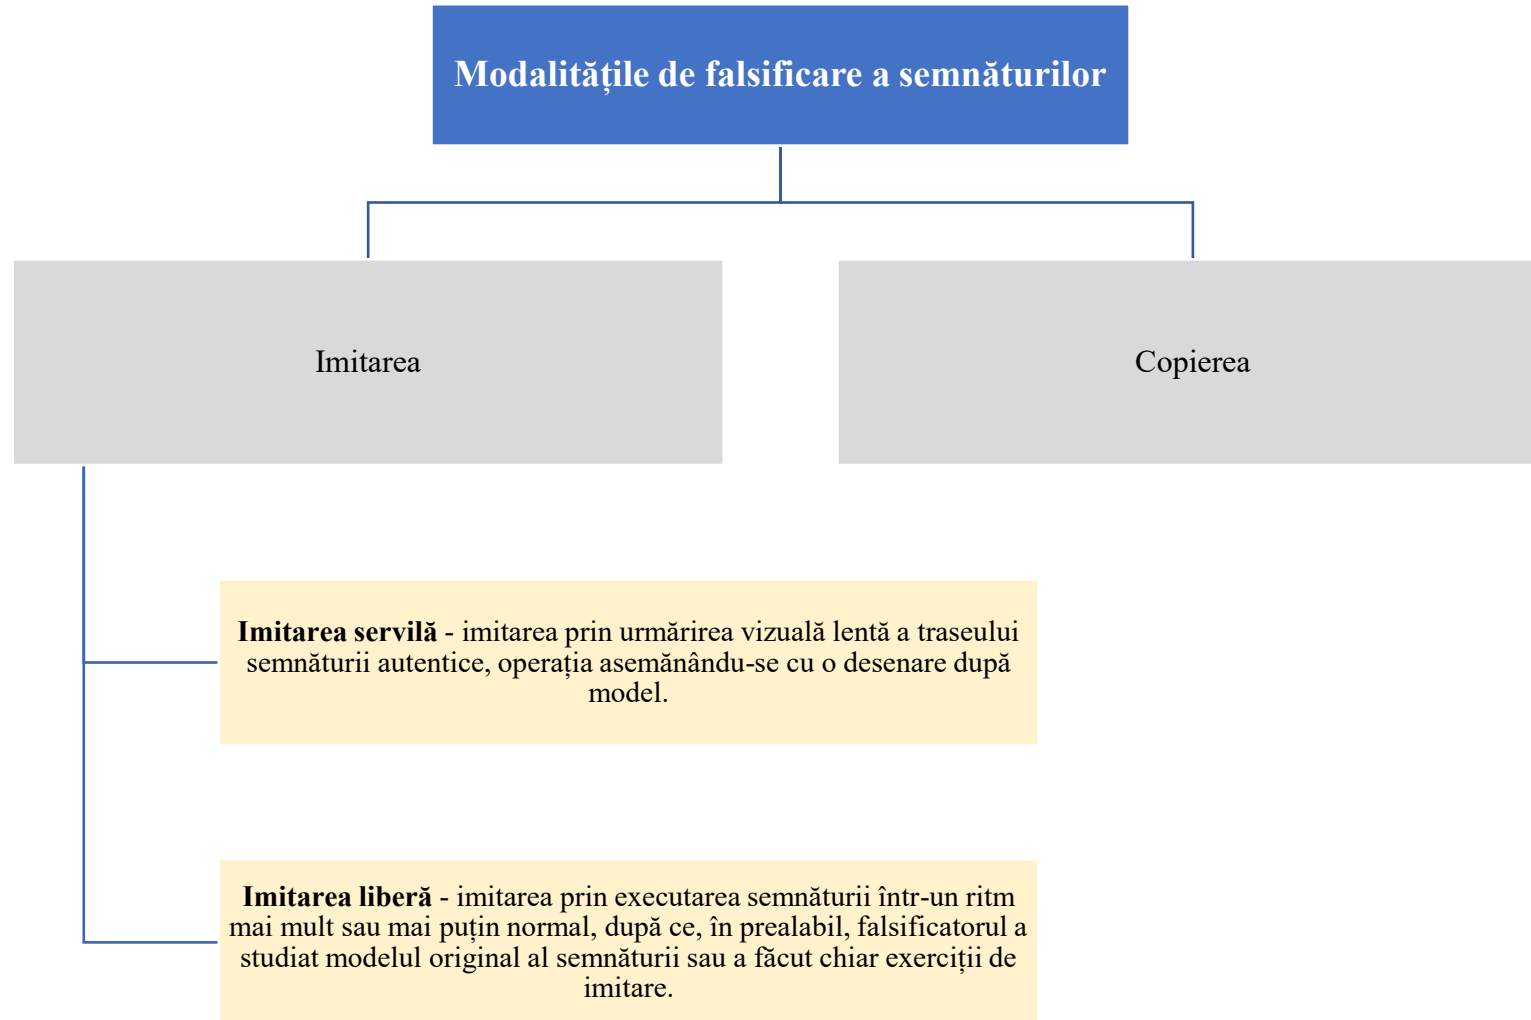 Modalitățile de falsificare a semnăturilor
Imitarea
Copierea
Imitarea servilă - imitarea prin urmărirea vizuală lentă a traseului
semnăturii autentice, operația asemănându-se cu o desenare după
model.
Imitarea liberă - imitarea prin executarea semnăturii într-un ritm
mai mult sau mai puțin normal, după ce, în prealabil, falsificatorul a
studiat modelul original al semnăturii sau a făcut chiar exerciții de
imitare.